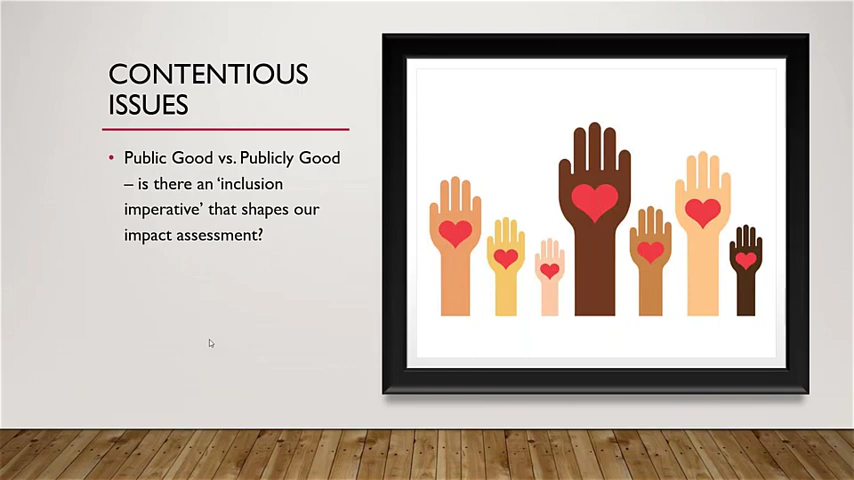 CONTENTIOUS
ISSUES
• Public Good vs. Publicly Good
– is there an ‘inclusion
imperative’ that shapes our
impact assessment?